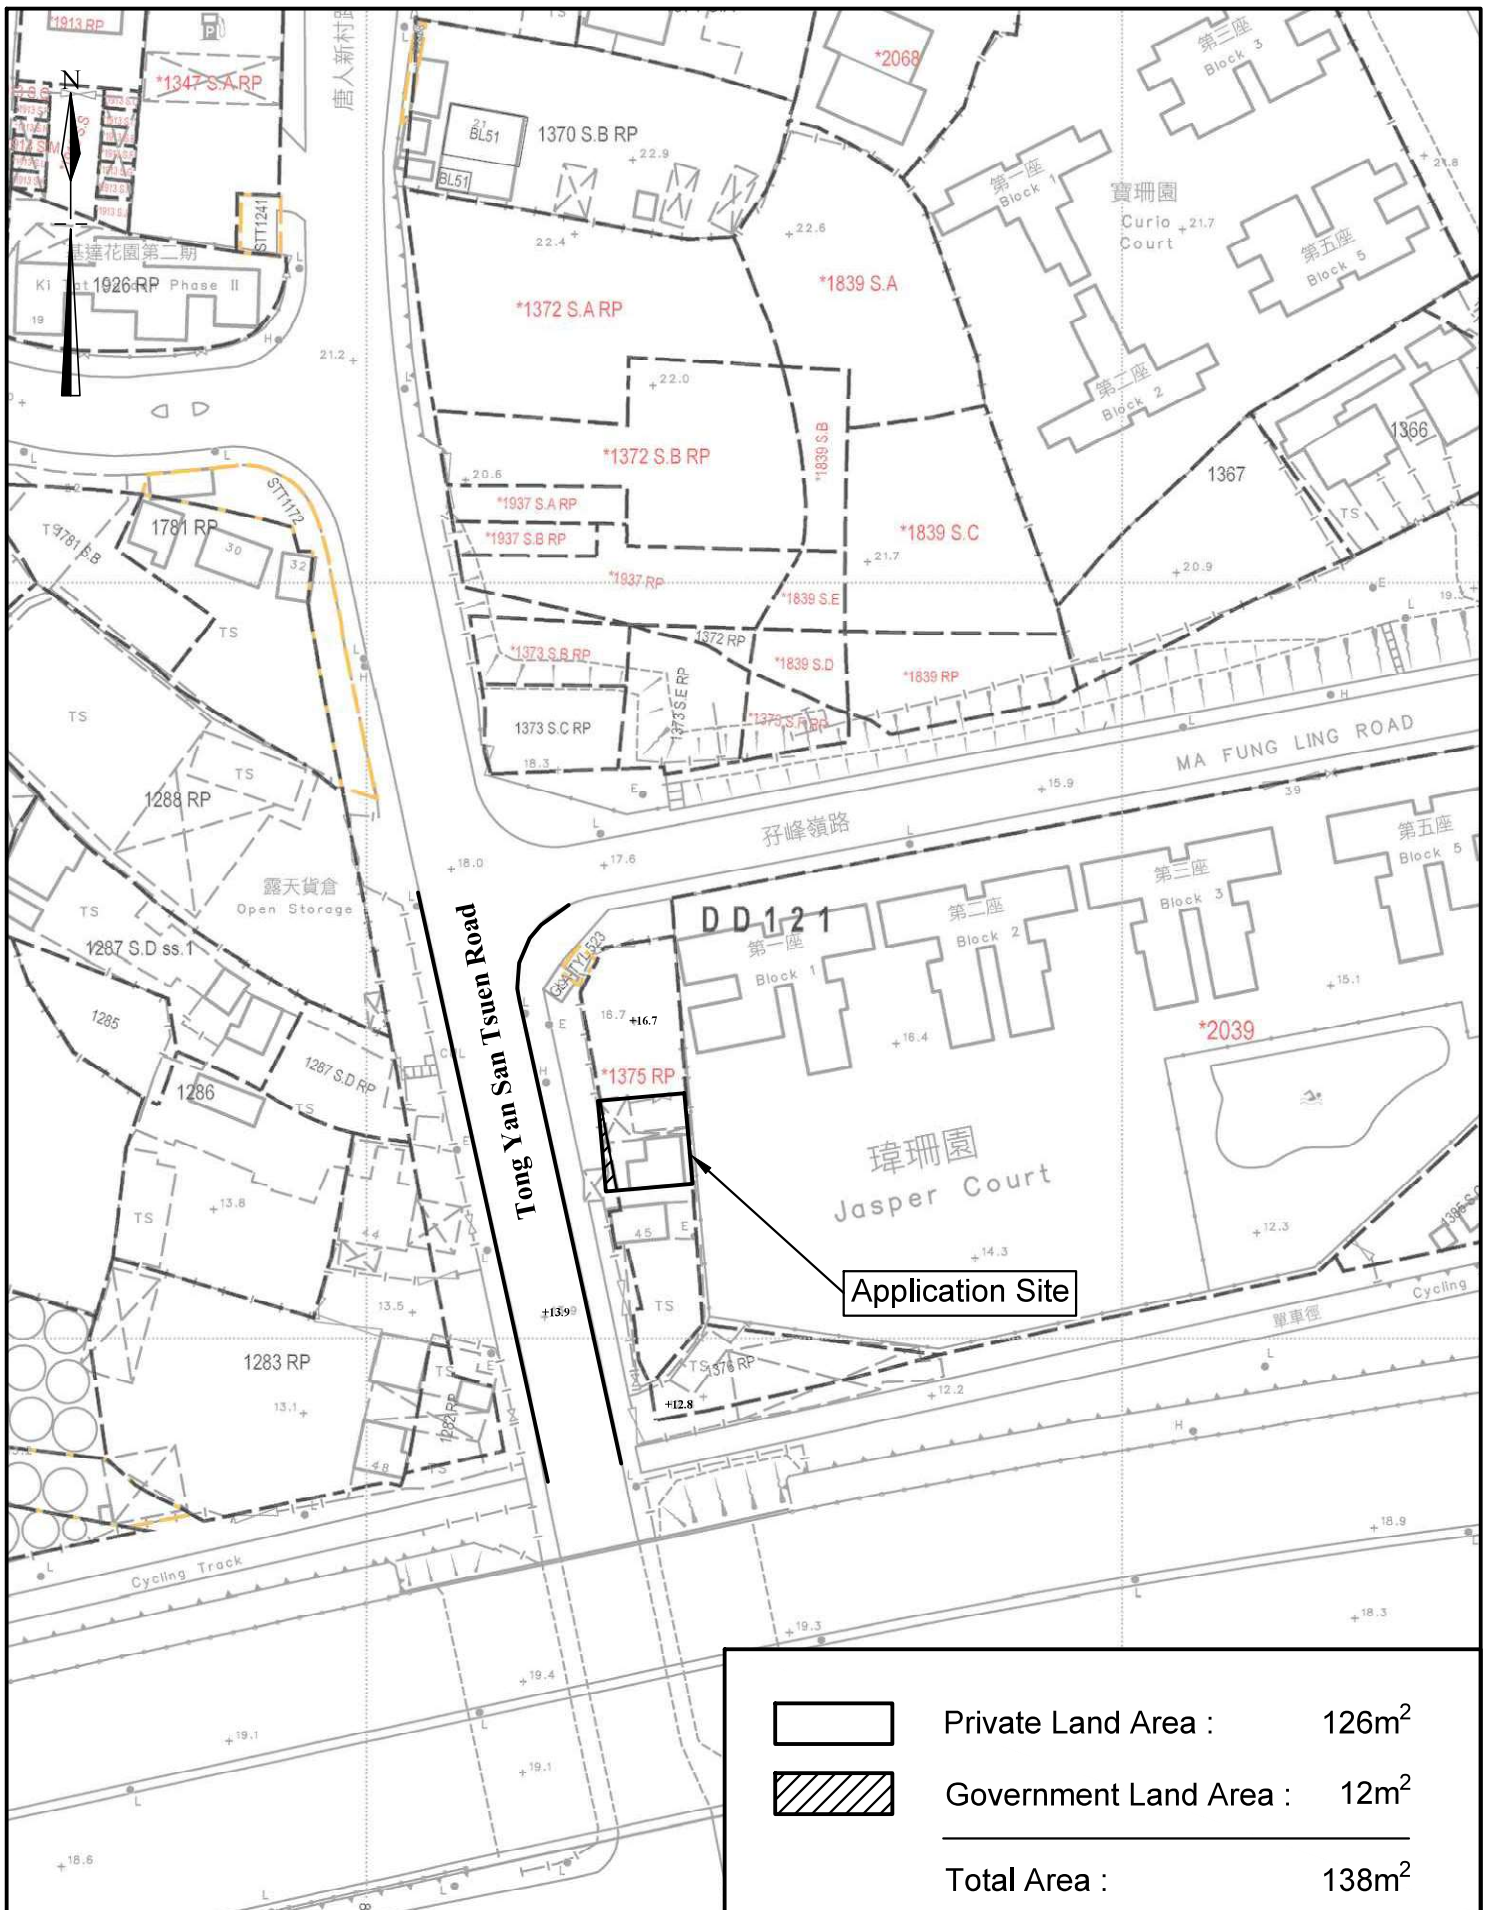 *1913 RP
*1347 S.A RP
唐人新村路
*2068
第三座
Block 3
N
BL51
1370 S.B RP
22.9
BL51
21.8
第一座
Block 1
寶珊園
Curio
Court
21.7
STT1241
22.4
22.6
第五座
Block 5
基達花園第二期
1926 RP
Phase II
19
*1839 S.A
*1372 S.A RP
H
21.2
22.0
第二座
Block 2
*1839 S.B
*1372 S.B RP
1366
1367
20.6
STT1172
*1937 S.A RP
TS
1781 RP
1781 S.B
30
32
*1937 S.B RP
*1839 S.C
21.7
20.9
*1937 RP
*1839 S.E
E
L
TS
1372 RP
*1373 S.B RP
*1839 S.D
*1839 RP
1373 S.E RP
H
TS
1373 S.C RP
L
MA FUNG LING ROAD
18.3
TS
1288 RP
E
15.9
39
孖峰嶺路
第五座
Block 5
18.0
17.6
第三座
Block 3
露天貨倉
Open Storage
TS
DD121
第二座
Block 2
第一座
Block 1
1287 S.D ss.1
Tong Yan San Tsuen Road
15.1
1285
16.7
+16.7
16.4
*2039
1287 S.D RP
*1375 RP
1286
TS
瑋珊園
Jasper Court
13.8
TS
44
45
E
12.3
14.3
Application Site
13.5
+13.9
TS
Cycling
單車徑
1283 RP
TS
TS
1376 RP
12.2
+12.8
13.1
1282 RP
48
TS
H
18.9
Cycling Track
18.3
19.3
19.4
19.1
19.1
18.6
Private Land Area : 126m²
Government Land Area : 12m²
Total Area : 138m²